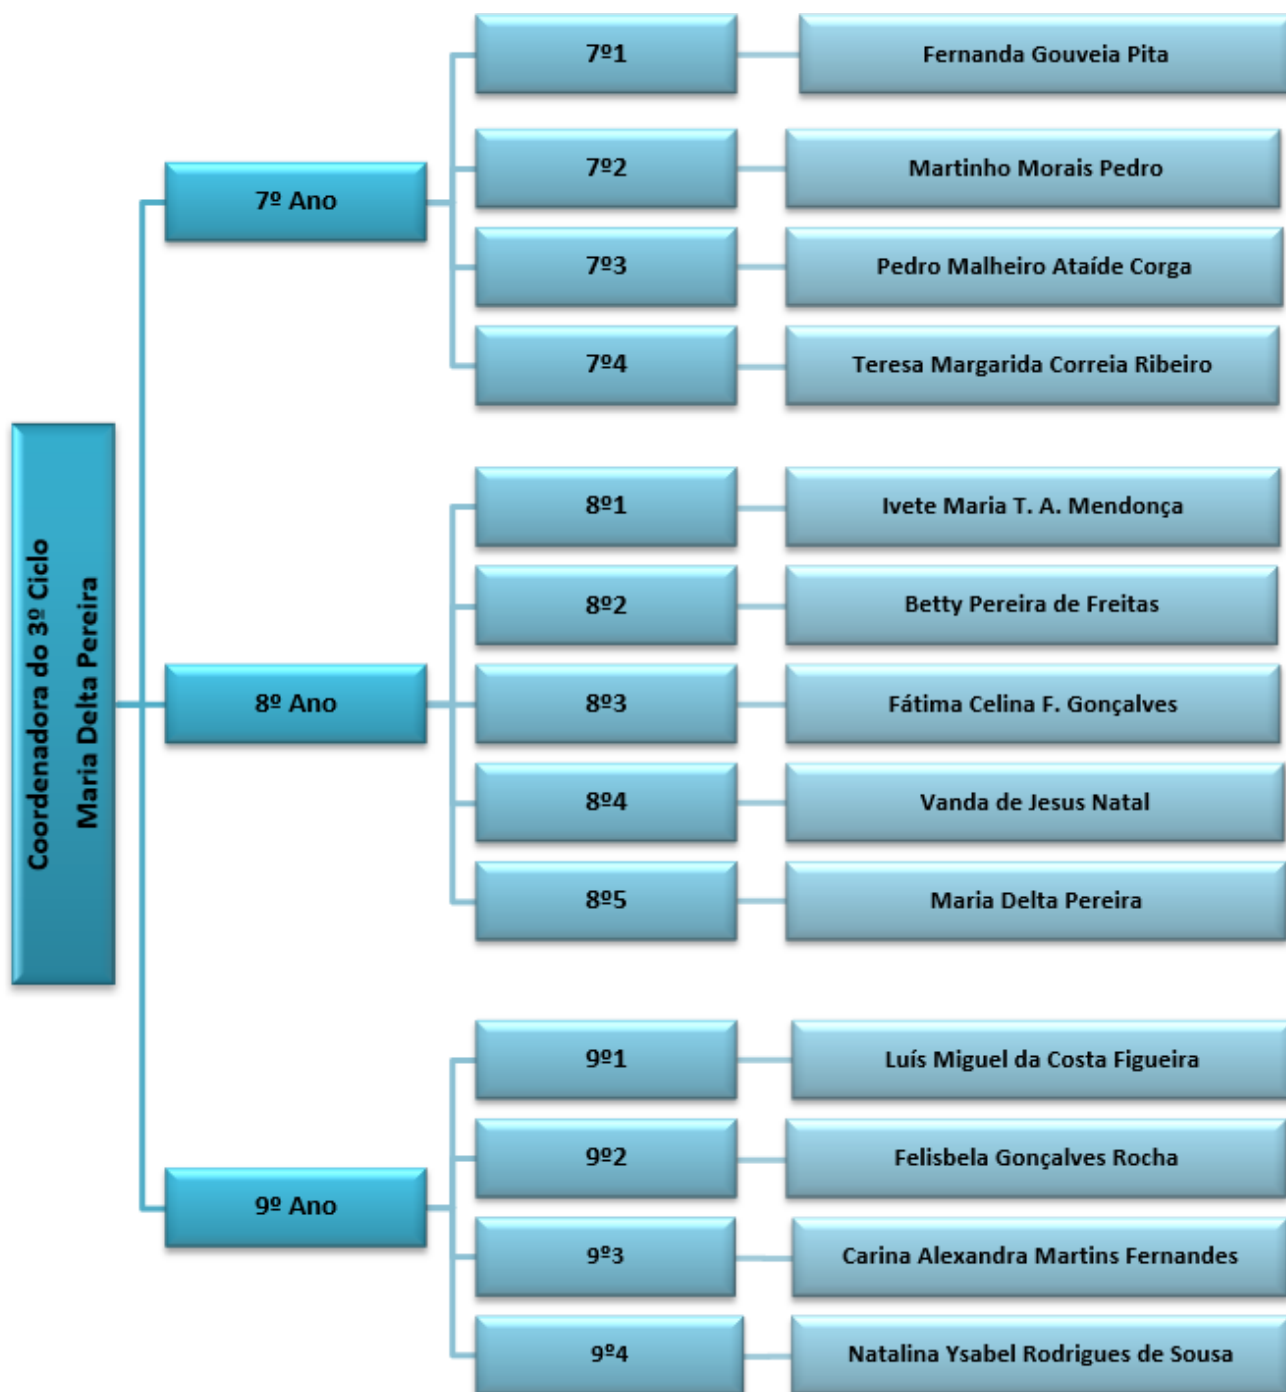 Coordenadora do 3º Ciclo
Maria Delta Pereira
7º Ano
7º1
Fernanda Gouveia Pita
7º2
Martinho Morais Pedro
7º3
Pedro Malheiro Ataíde Corga
7º4
Teresa Margarida Correia Ribeiro
8º Ano
8º1
Ivete Maria T. A. Mendonça
8º2
Betty Pereira de Freitas
8º3
Fátima Celina F. Gonçalves
8º4
Vanda de Jesus Natal
8º5
Maria Delta Pereira
9º Ano
9º1
Luís Miguel da Costa Figueira
9º2
Felisbela Gonçalves Rocha
9º3
Carina Alexandra Martins Fernandes
9º4
Natalina Ysabel Rodrigues de Sousa